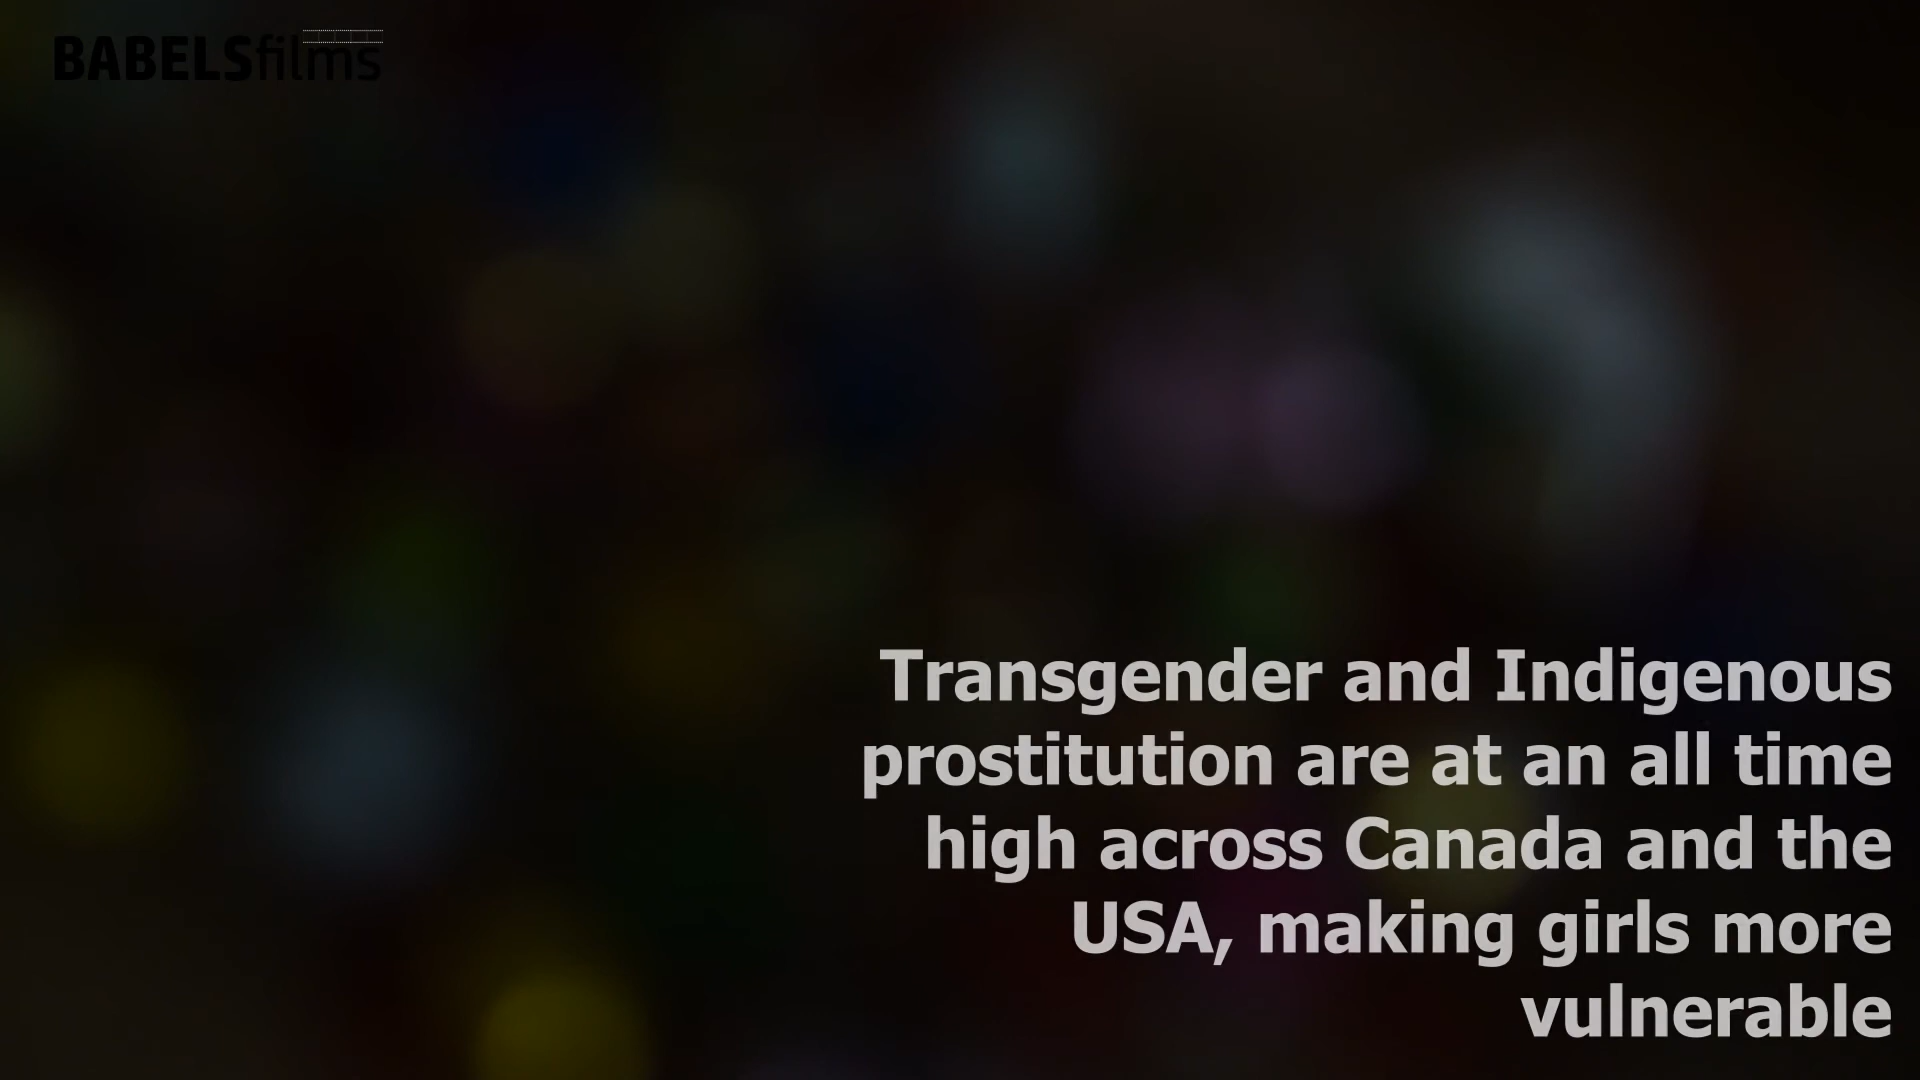 BABELSfilms
Transgender and Indigenous
prostitution are at an all time
high across Canada and the
USA, making girls more
vulnerable